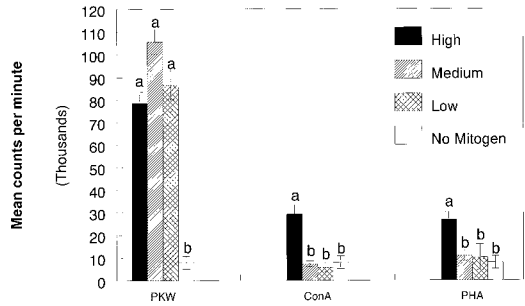 Mean counts per minute
(Thousands)
120
110
100
90
80
70
60
50
40
30
20
10
0
a
a
a
b
a
b
b
b
a
b
b
b
High
Medium
Low
No Mitogen
PKW
ConA
PHA